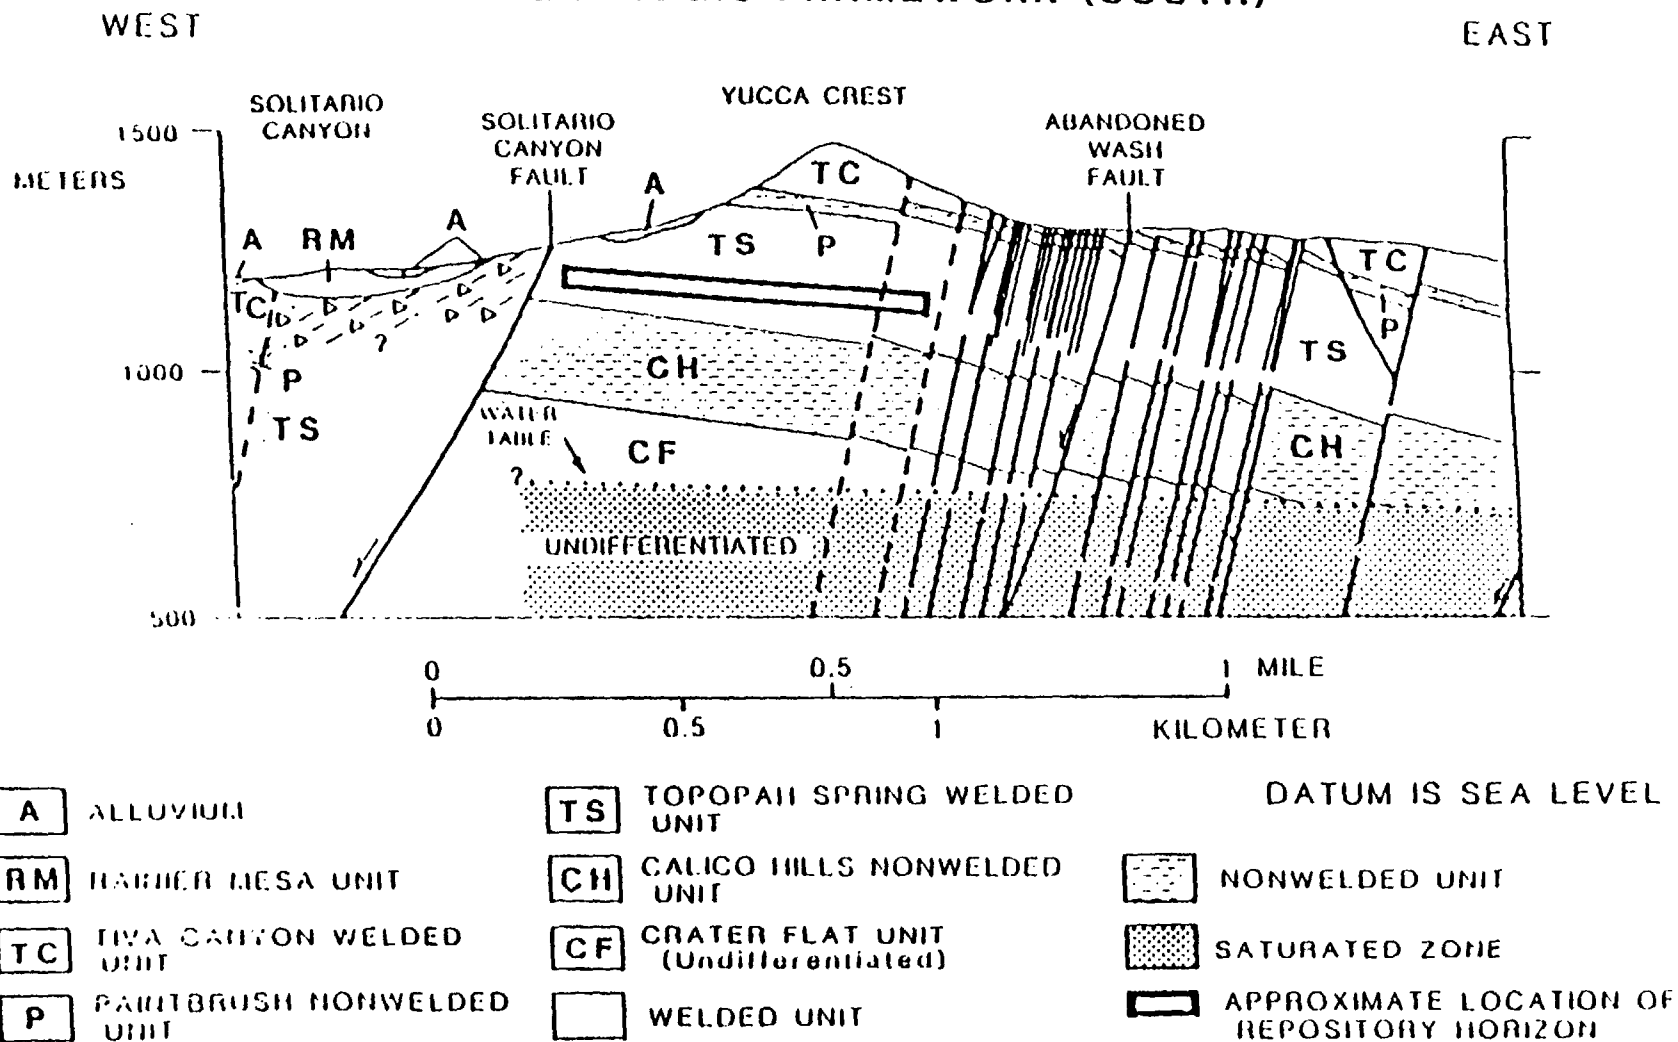 (SOUTH)
WEST
EAST
SOLITARIO
CANYON
SOLITARIO
CANYON
FAULT
YUCCA CREST
ABANDONED
WASH
FAULT
1500
METERS
A
RM
A
A
TC
P
TS
TC
TC
P
P
TS
TS
?
1000
CH
CH
WATER
TABLE
CF
?
UNDIFFERENTIATED
500
0
0.5
1 MILE
0
0.5
1
KILOMETER
A ALLUVIUM
RM RAINIER MESA UNIT
TC TIVA CANYON WELDED
UNIT
P PAINTBRUSH NONWELDED
UNIT
TS TOPOPAH SPRING WELDED
UNIT
CH CALICO HILLS NONWELDED
UNIT
CF CRATER FLAT UNIT
(Undifferentiated)
WELDED UNIT
DATUM IS SEA LEVEL
NONWELDED UNIT
SATURATED ZONE
APPROXIMATE LOCATION OF
REPOSITORY HORIZON